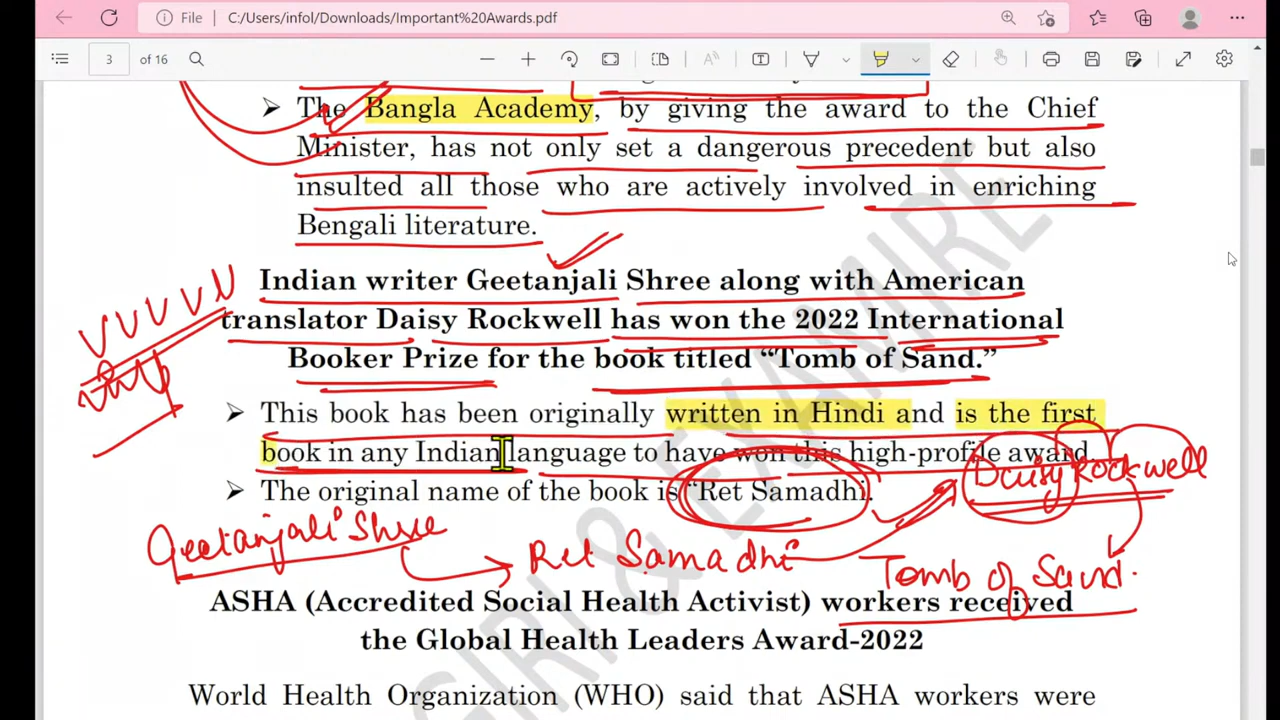 File
C:/Users/infol/Downloads/Important%20Awards.pdf
3 of 16
➢ The Bangla Academy, by giving the award to the Chief
Minister, has not only set a dangerous precedent but also
insulted all those who are actively involved in enriching
Bengali literature.
Indian writer Geetanjali Shree along with American
translator Daisy Rockwell has won the 2022 International
Booker Prize for the book titled “Tomb of Sand.”
➢ This book has been originally written in Hindi and is the first
book in any Indian language to have won this high-profile award.
➢ The original name of the book is “Ret Samadhi.
Daisy Rockwell
Geetanjali Shree
Ret Samadhi
Tomb of Sand.
ASHA (Accredited Social Health Activist) workers received
the Global Health Leaders Award-2022
World Health Organization (WHO) said that ASHA workers were
GIRI & EXAMIRE